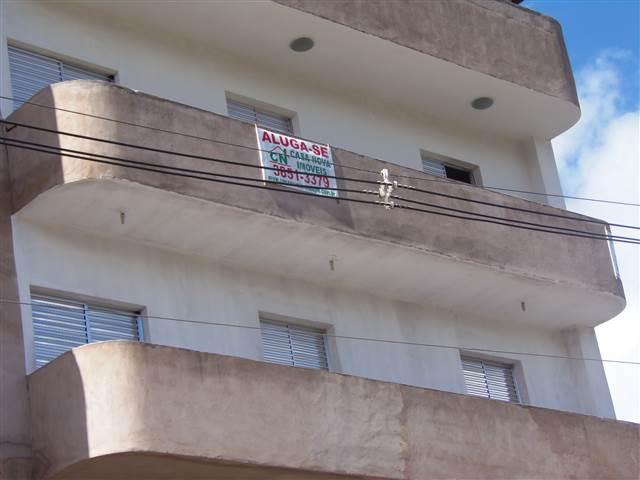 ALUGA-SE
CN CASA NOVA
IMÓVEIS
3651-3379